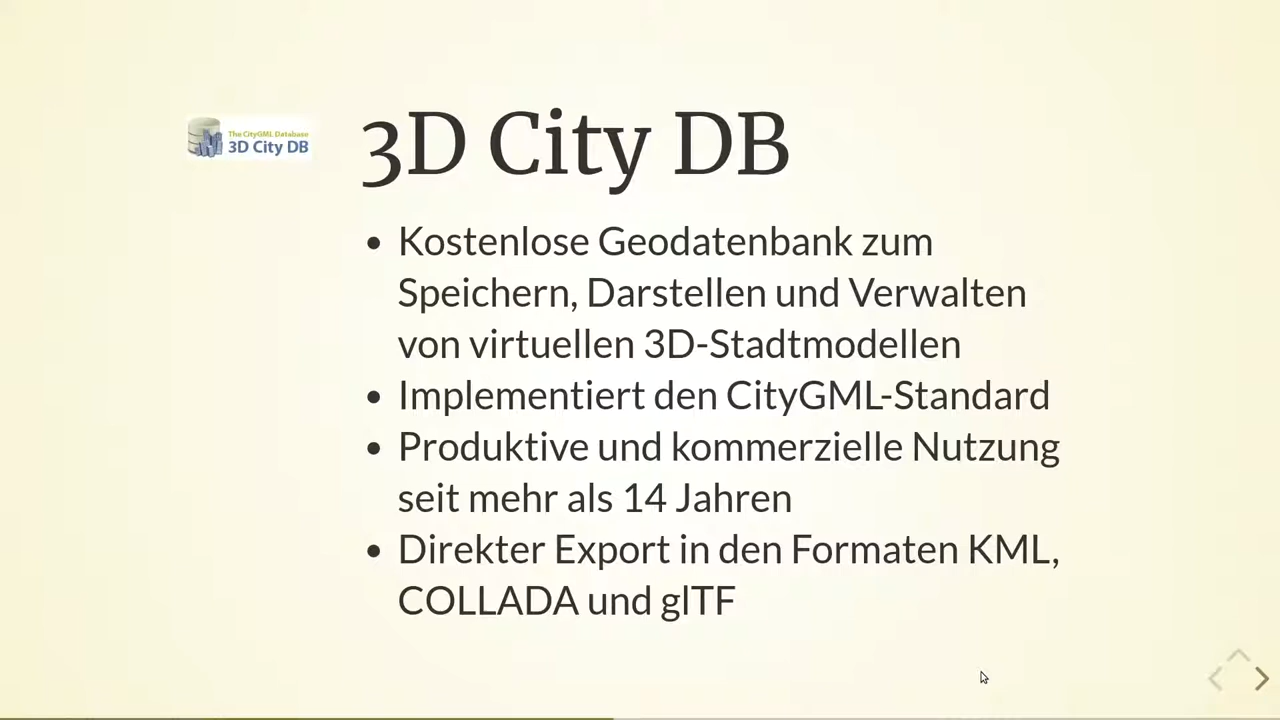 The CityGML Database
3D City DB
3D City DB
Kostenlose Geodatenbank zum
Speichern, Darstellen und Verwalten
von virtuellen 3D-Stadtmodellen
Implementiert den CityGML-Standard
Produktive und kommerzielle Nutzung
seit mehr als 14 Jahren
Direkter Export in den Formaten KML,
COLLADA und glTF